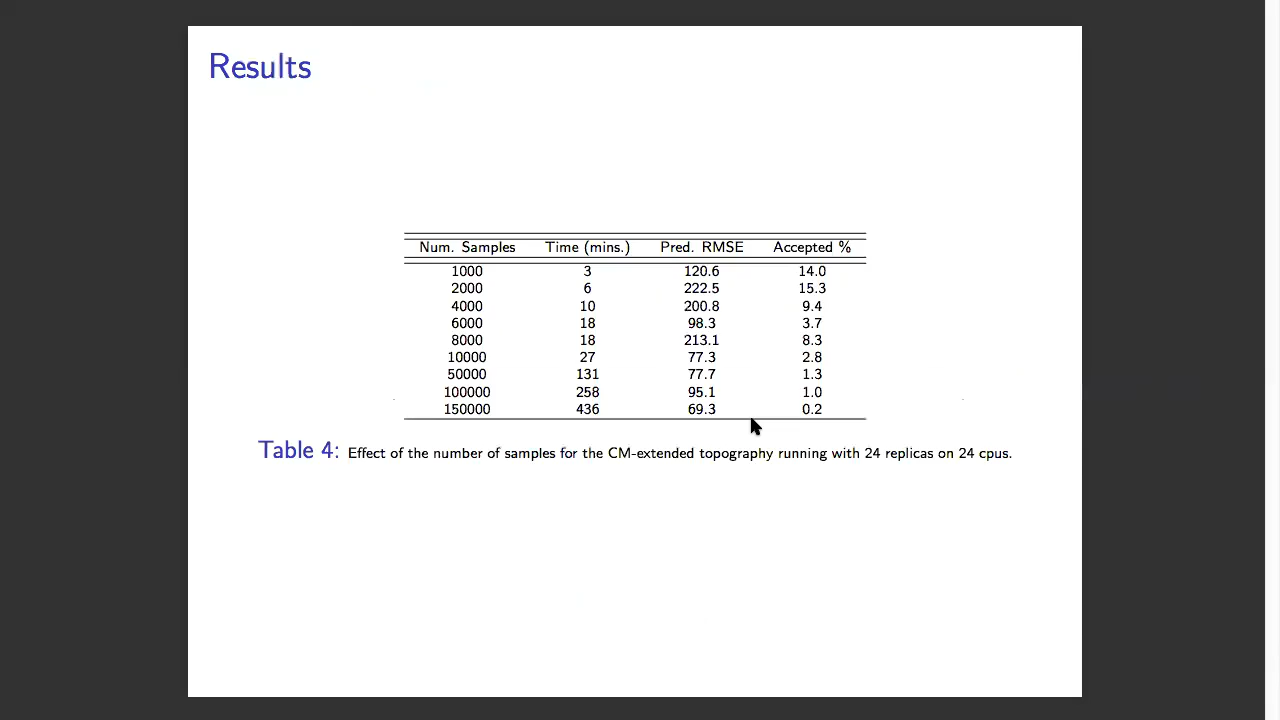 Results
Num. Samples Time (mins.) Pred. RMSE Accepted %
1000 3 120.6 14.0
2000 6 222.5 15.3
4000 10 200.8 9.4
6000 18 98.3 3.7
8000 18 213.1 8.3
10000 27 77.3 2.8
50000 131 77.7 1.3
100000 258 95.1 1.0
150000 436 69.3 0.2
Table 4: Effect of the number of samples for the CM-extended topography running with 24 replicas on 24 cpus.